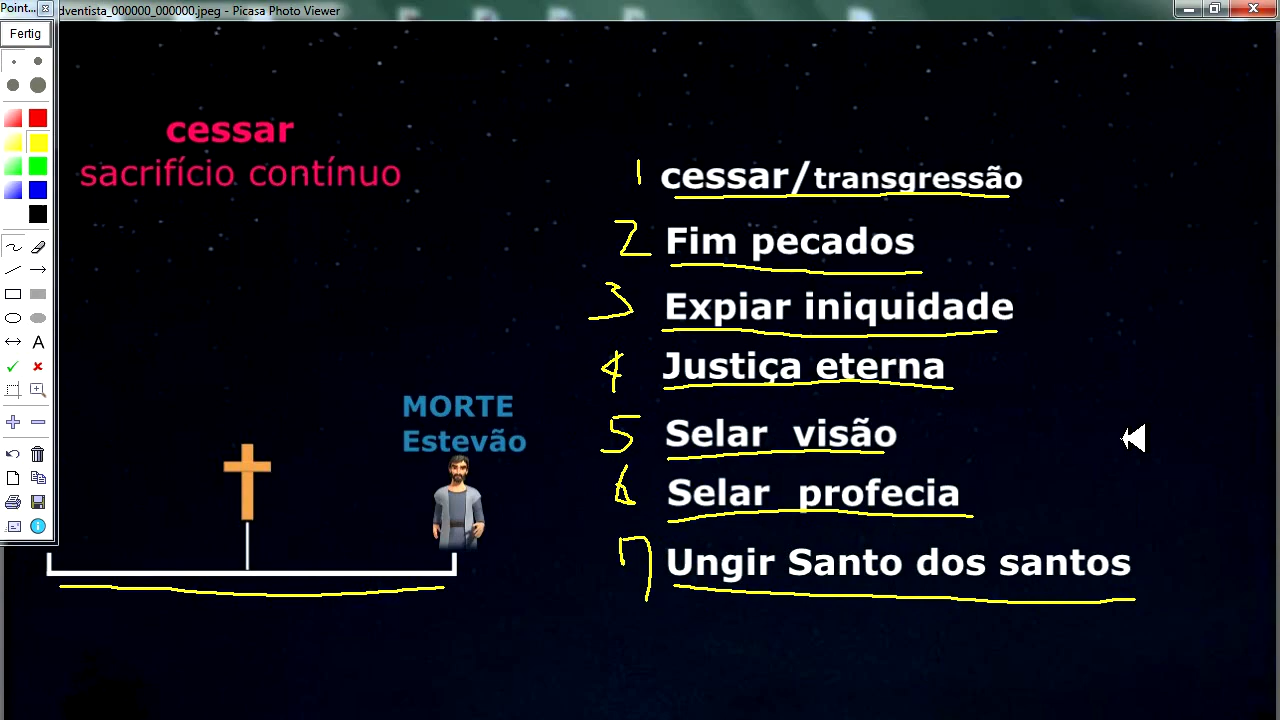 Point...
dventista_000000_000000.jpeg - Picasa Photo Viewer
Fertig
A
cessar
sacrifício contínuo
MORTE
Estevão
1 cessar/transgressão
2 Fim pecados
3 Expiar iniquidade
4 Justiça eterna
5 Selar visão
6 Selar profecia
7 Ungir Santo dos santos